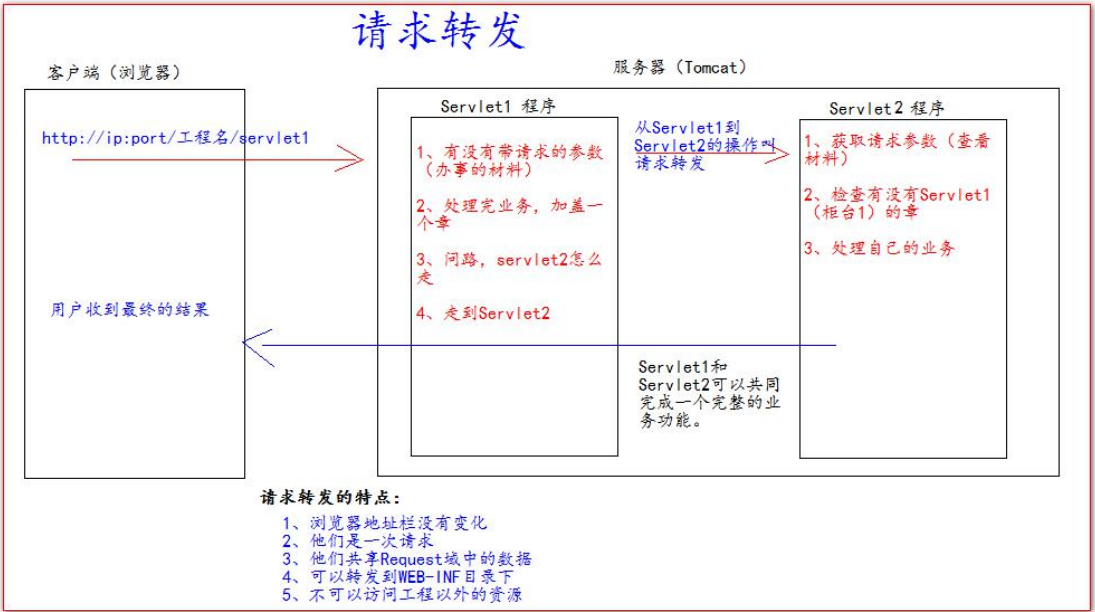 请求转发
客户端（浏览器）
服务器（Tomcat）
http://ip:port/工程名/servlet1
用户收到最终的结果
Servlet1 程序
1、有没有带请求的参数
（办事的材料）
2、处理完业务，加盖一
个章
3、问路，servlet2怎么
走
4、走到Servlet2
从Servlet1到
Servlet2的操作叫
请求转发
Servlet2 程序
1、获取请求参数（查看
材料）
2、检查有没有Servlet1
（柜台1）的章
3、处理自己的业务
Servlet1和
Servlet2可以共同
完成一个完整的业
务功能。
请求转发的特点：
1、浏览器地址栏没有变化
2、他们是一次请求
3、他们共享Request域中的数据
4、可以转发到WEB-INF目录下
5、不可以访问工程以外的资源